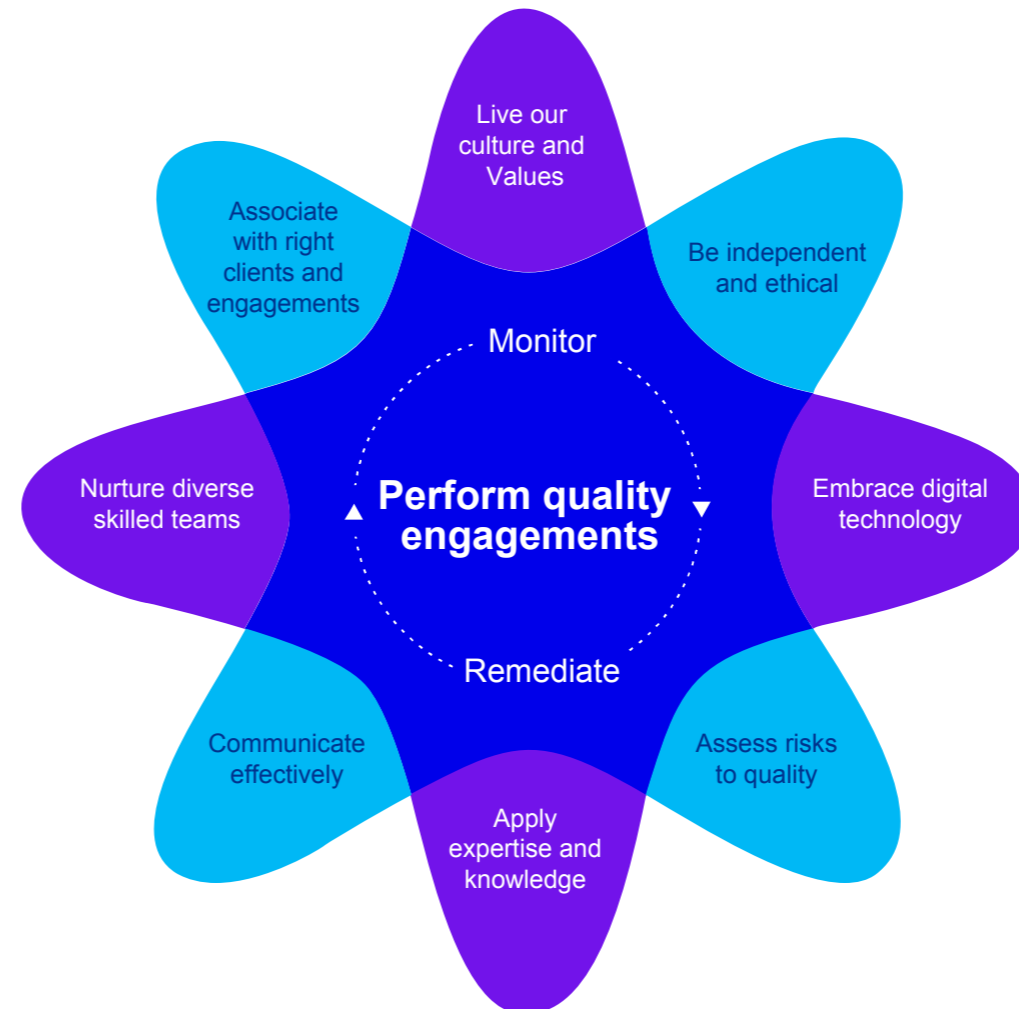 Live our
culture and
Values
Be independent
and ethical
Embrace digital
technology
Assess risks
to quality
Apply
expertise and
knowledge
Communicate
effectively
Nurture diverse
skilled teams
Associate
with right
clients and
engagements
Monitor
Perform quality
engagements
Remediate